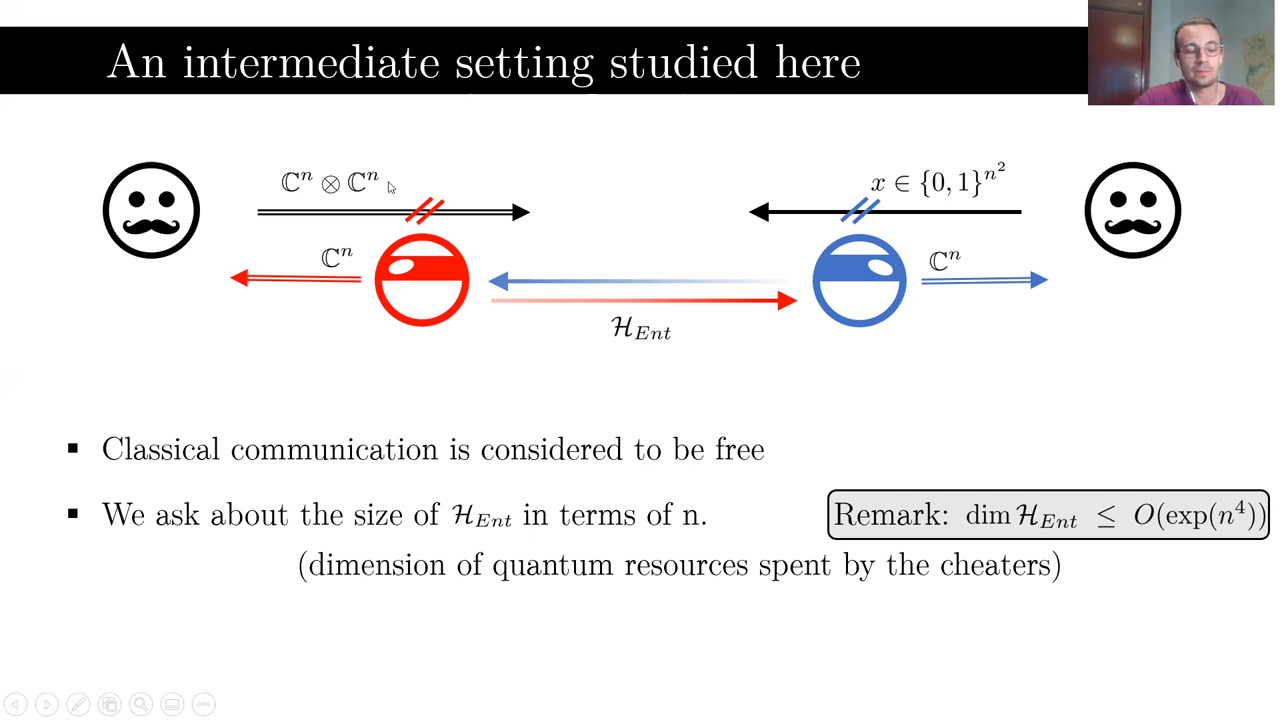 An intermediate setting studied here
ℂⁿ ⊗ ℂⁿ
x ∈ {0, 1}^{n²}
ℂⁿ
ℂⁿ
ℋ_{Ent}
▪ Classical communication is considered to be free
▪ We ask about the size of ℋ_{Ent} in terms of n.
Remark: dim ℋ_{Ent} ≤ O(exp(n⁴))
(dimension of quantum resources spent by the cheaters)